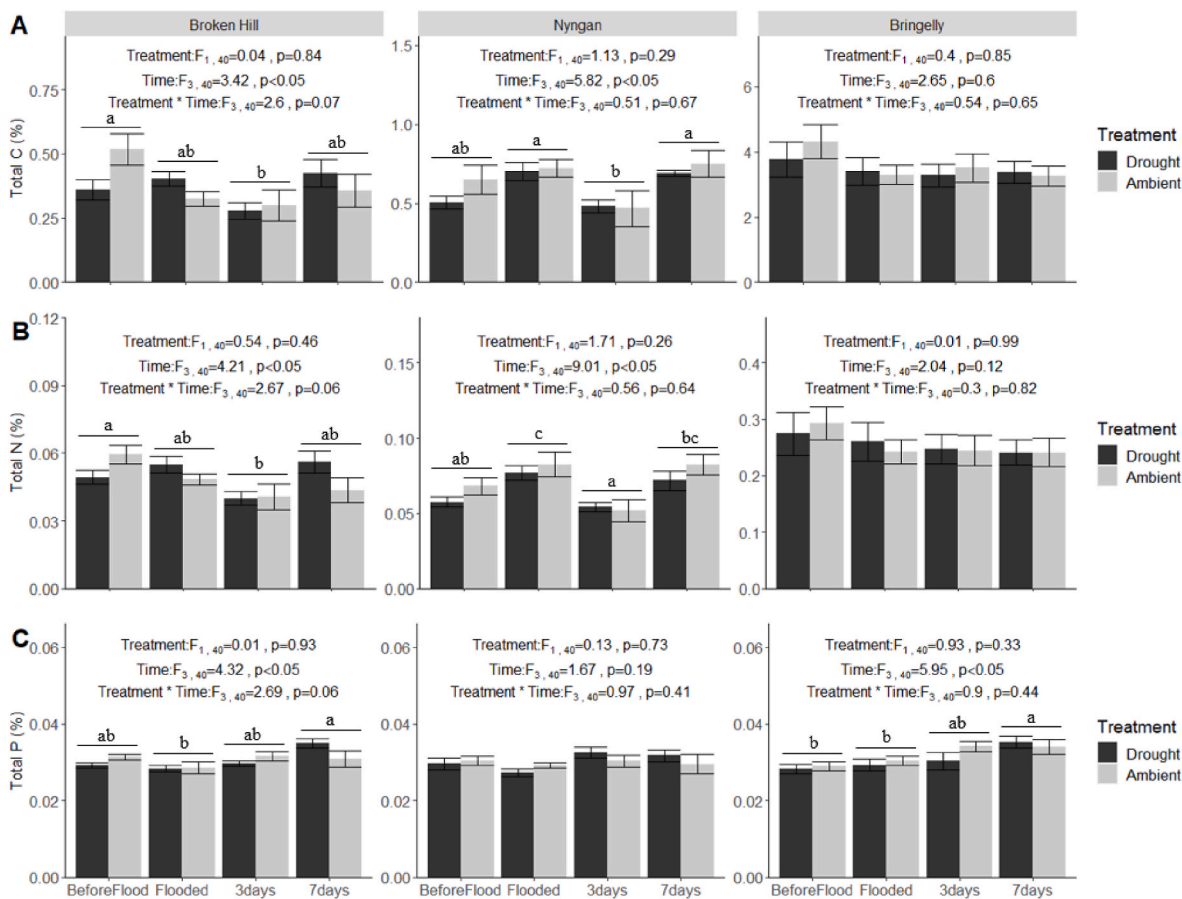 A
Broken Hill
Nyngan
Bringelly
Total C (%)
0.75
0.50
0.25
0.00
Treatment:F1, 40=0.04 , p=0.84
Time:F3, 40=3.42 , p<0.05
Treatment * Time:F3, 40=2.6 , p=0.07
a
ab
b
ab
1.5
1.0
0.5
0.0
Treatment:F1, 40=1.13 , p=0.29
Time:F3, 40=5.82 , p<0.05
Treatment * Time:F3, 40=0.51 , p=0.67
ab
a
b
a
6
4
2
0
Treatment:F1, 40=0.4 , p=0.85
Time:F3, 40=2.65 , p=0.6
Treatment * Time:F3, 40=0.54 , p=0.65
Treatment
Drought
Ambient
B
Total N (%)
0.12
0.09
0.06
0.03
0.00
Treatment:F1, 40=0.54 , p=0.46
Time:F3, 40=4.21 , p<0.05
Treatment * Time:F3, 40=2.67 , p=0.06
a
ab
b
ab
0.15
0.10
0.05
0.00
Treatment:F1, 40=1.71 , p=0.26
Time:F3, 40=9.01 , p<0.05
Treatment * Time:F3, 40=0.56 , p=0.64
ab
c
a
bc
0.4
0.3
0.2
0.1
0.0
Treatment:F1, 40=0.01 , p=0.99
Time:F3, 40=2.04 , p=0.12
Treatment * Time:F3, 40=0.3 , p=0.82
Treatment
Drought
Ambient
C
Total P (%)
0.06
0.04
0.02
0.00
Treatment:F1, 40=0.01 , p=0.93
Time:F3, 40=4.32 , p<0.05
Treatment * Time:F3, 40=2.69 , p=0.06
ab
b
ab
a
BeforeFlood Flooded 3days 7days
0.06
0.04
0.02
0.00
Treatment:F1, 40=0.13 , p=0.73
Time:F3, 40=1.67 , p=0.19
Treatment * Time:F3, 40=0.97 , p=0.41
BeforeFlood Flooded 3days 7days
0.06
0.04
0.02
0.00
Treatment:F1, 40=0.93 , p=0.33
Time:F3, 40=5.95 , p<0.05
Treatment * Time:F3, 40=0.9 , p=0.44
b
b
ab
a
BeforeFlood Flooded 3days 7days
Treatment
Drought
Ambient